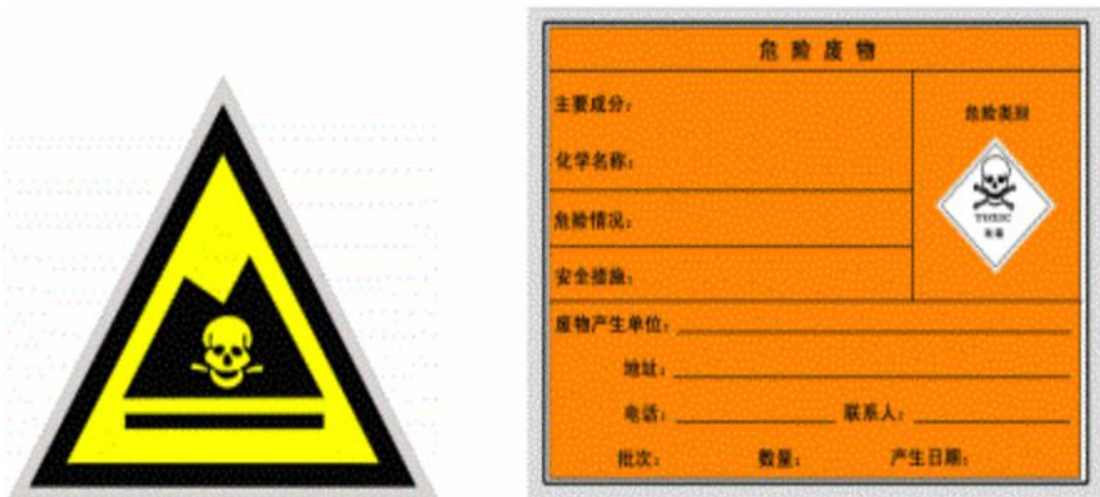 危险废物
主要成分：
危险类别
化学名称：
TOXIC
有毒
危险情况：
安全措施：
废物产生单位：
地址：
电话： 联系人：
批次： 数量： 产生日期：